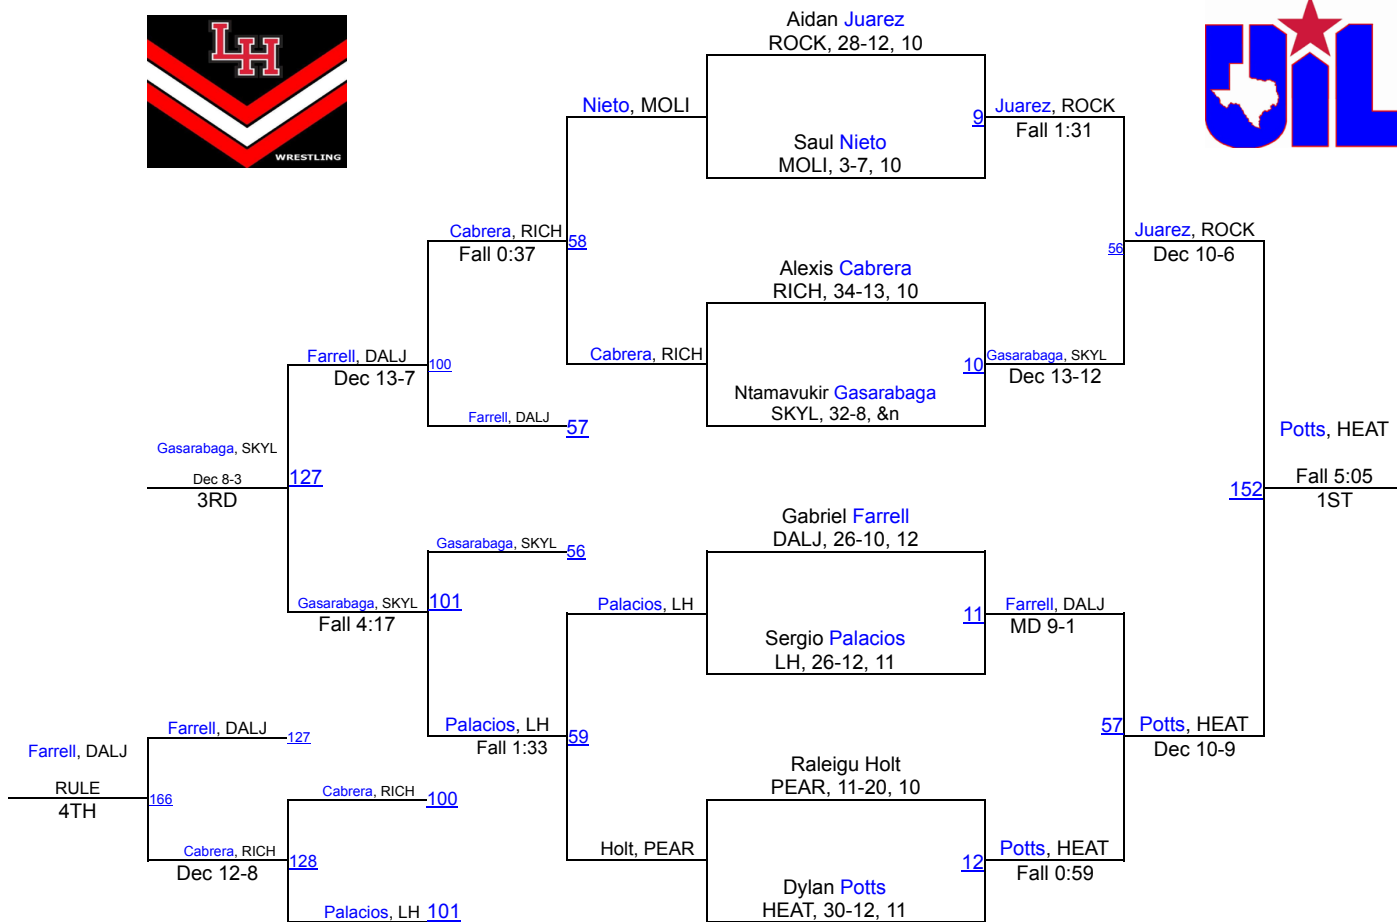 LH
WRESTLING
UIL
Aidan Juarez
ROCK, 28-12, 10
Nieto, MOLI
9
Juarez, ROCK
Fall 1:31
Saul Nieto
MOLI, 3-7, 10
Cabrera, RICH
Fall 0:37
58
56
Juarez, ROCK
Dec 10-6
Alexis Cabrera
RICH, 34-13, 10
Farrell, DALJ
Dec 13-7
100
Cabrera, RICH
10
Gasarabaga, SKYL
Dec 13-12
Ntamavukir Gasarabaga
SKYL, 32-8, &n
Farrell, DALJ
57
Gasarabaga, SKYL
Dec 8-3
3RD
127
Potts, HEAT
Fall 5:05
1ST
152
Gabriel Farrell
DALJ, 26-10, 12
Gasarabaga, SKYL
56
Gasarabaga, SKYL
Fall 4:17
101
Palacios, LH
11
Farrell, DALJ
MD 9-1
Sergio Palacios
LH, 26-12, 11
Palacios, LH
Fall 1:33
59
57
Potts, HEAT
Dec 10-9
Farrell, DALJ
127
Farrell, DALJ
RULE
4TH
166
Raleigu Holt
PEAR, 11-20, 10
Cabrera, RICH
100
Cabrera, RICH
Dec 12-8
128
Holt, PEAR
12
Potts, HEAT
Fall 0:59
Dylan Potts
HEAT, 30-12, 11
Palacios, LH
101